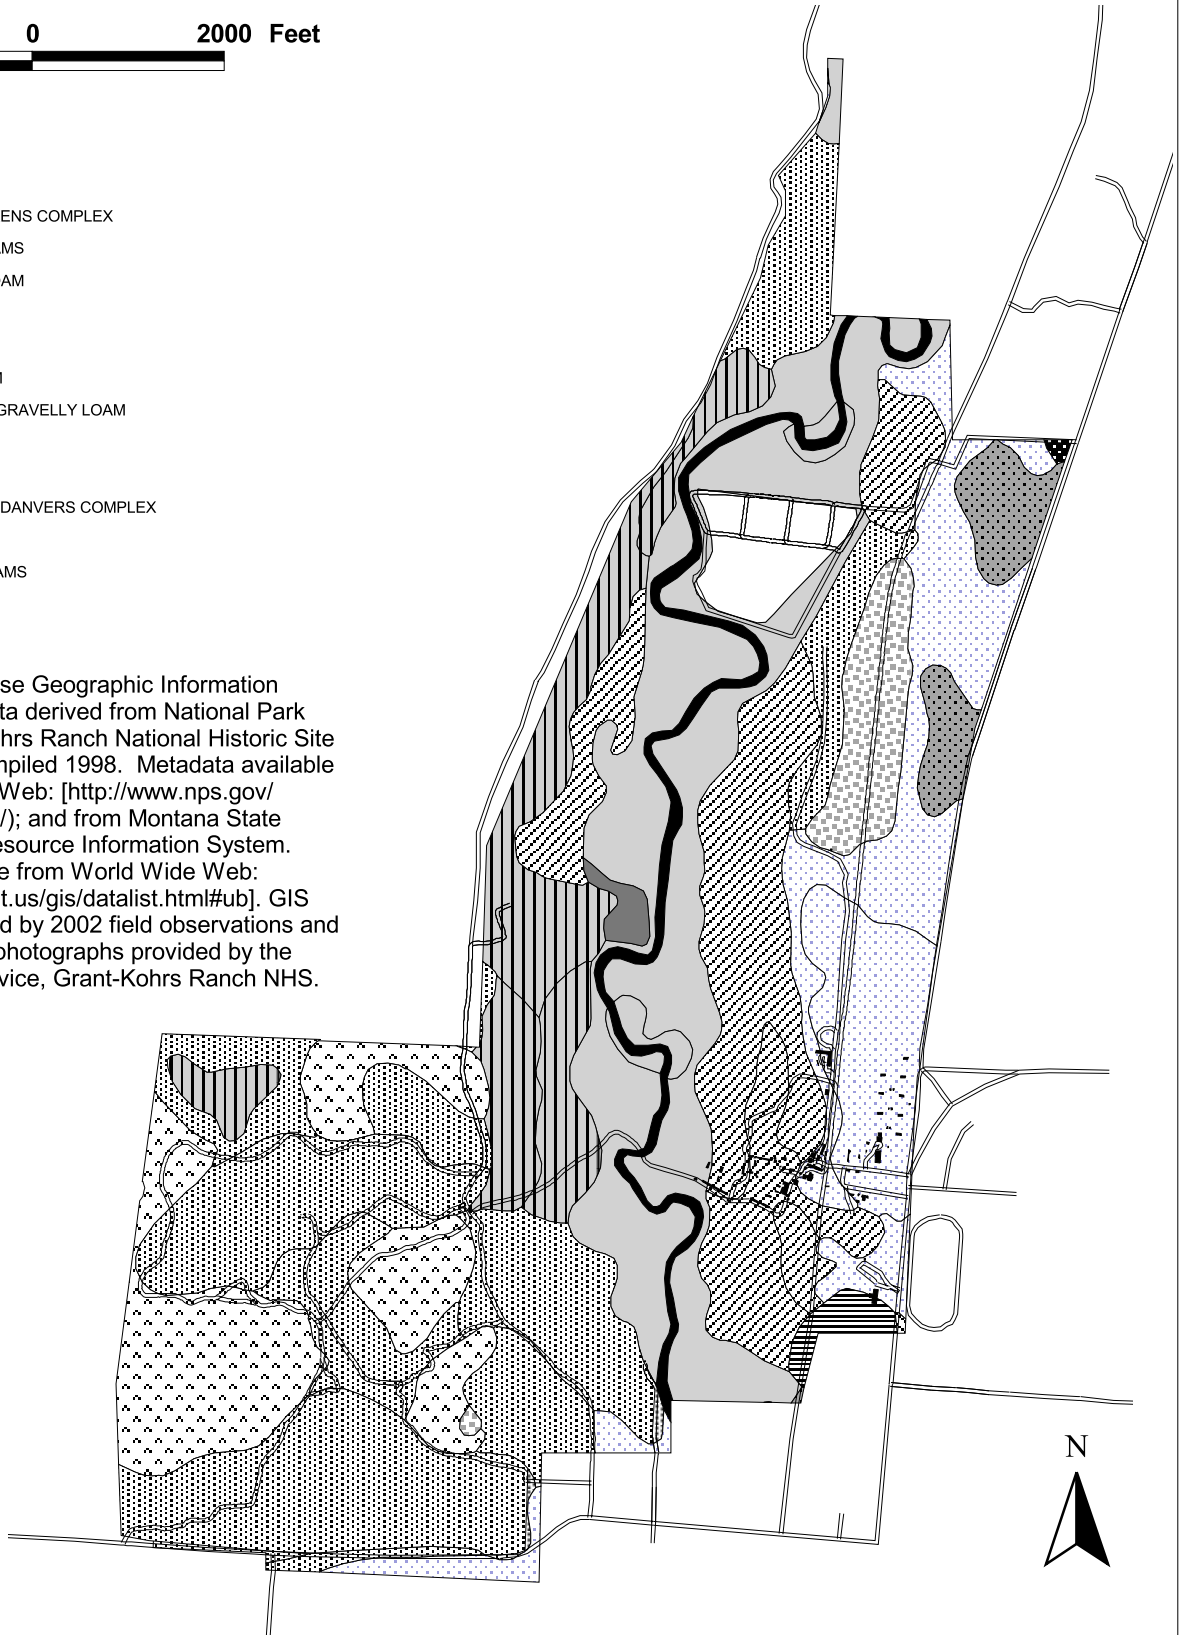 0 2000 Feet
ENS COMPLEX
AMS
OAM
M
GRAVELLY LOAM
DANVERS COMPLEX
AMS
se Geographic Information
ta derived from National Park
hrs Ranch National Historic Site
mpiled 1998. Metadata available
Web: [http://www.nps.gov/
/); and from Montana State
esource Information System.
e from World Wide Web:
t.us/gis/datalist.html#ub]. GIS
d by 2002 field observations and
photographs provided by the
vice, Grant-Kohrs Ranch NHS.
N